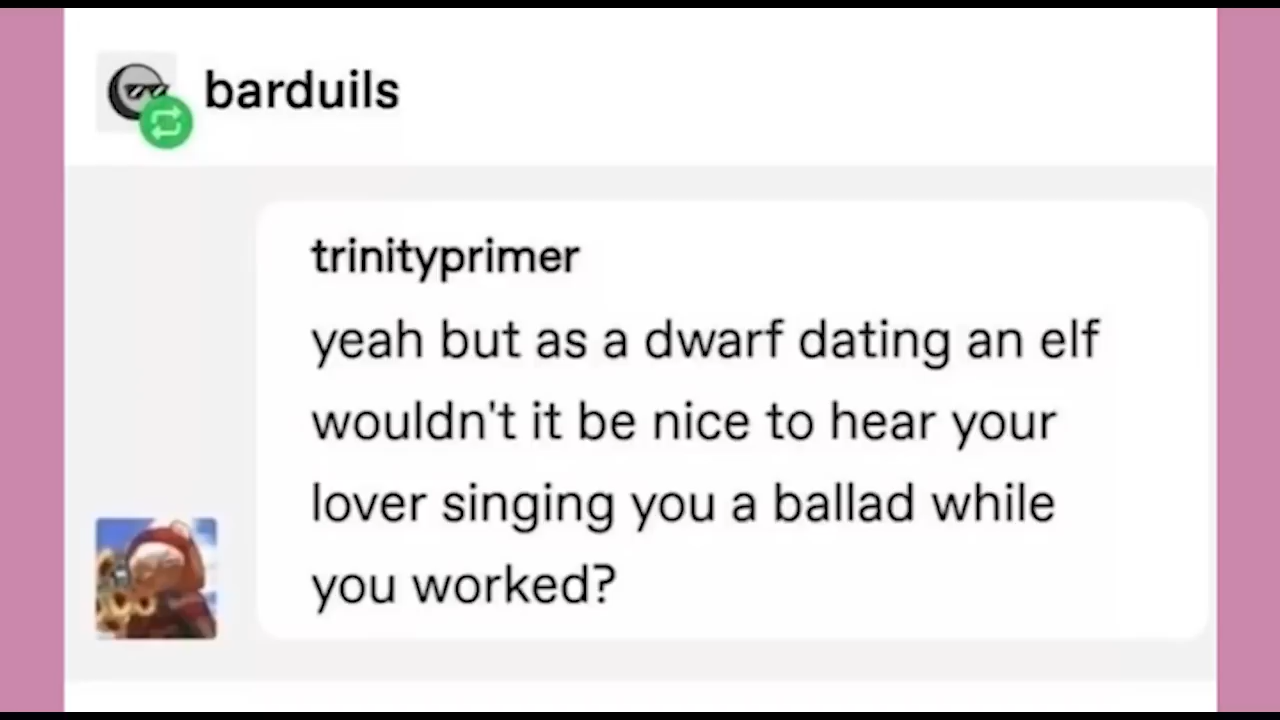 barduils
trinityprimer
yeah but as a dwarf dating an elf
wouldn't it be nice to hear your
lover singing you a ballad while
you worked?